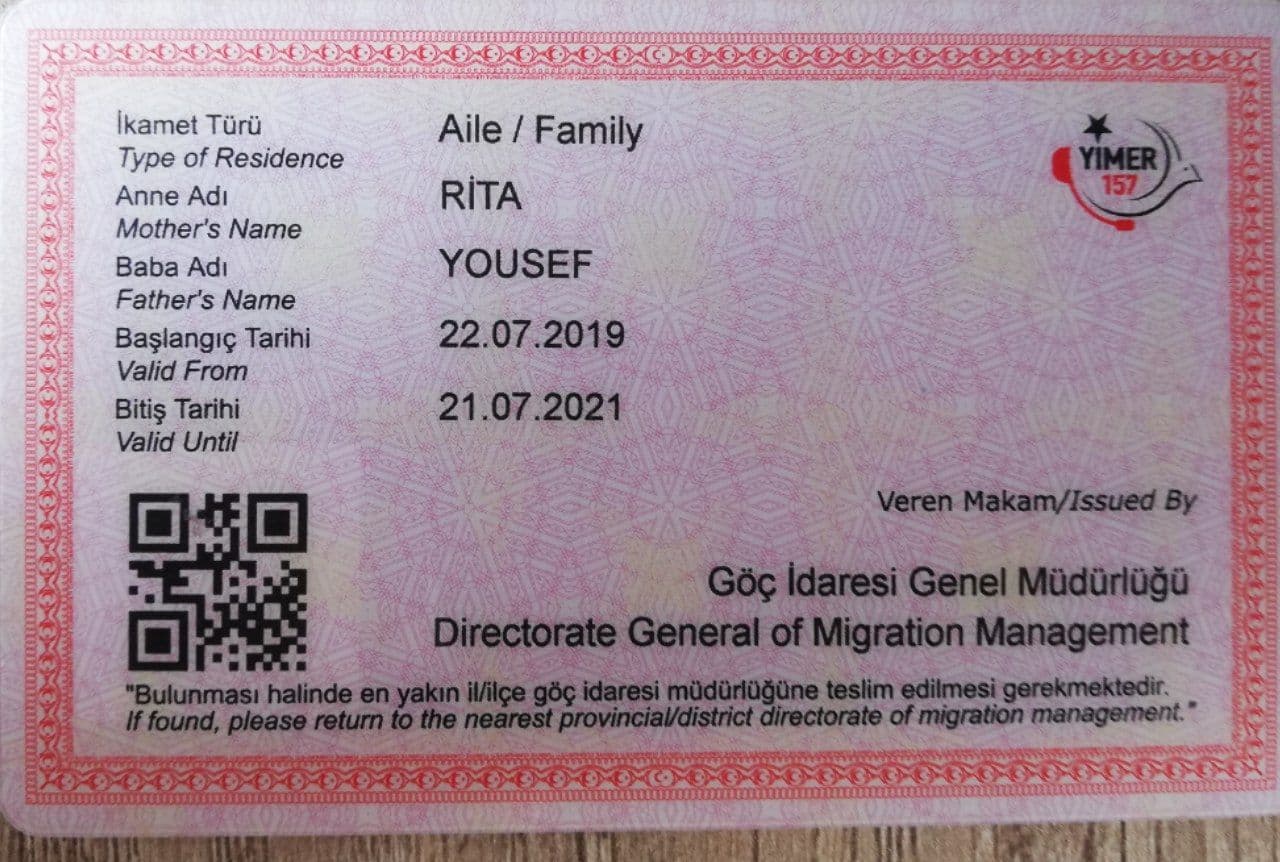 İkamet Türü
Type of Residence
Aile / Family
YİMER
157
Anne Adı
Mother's Name
RİTA
Baba Adı
Father's Name
YOUSEF
Başlangıç Tarihi
Valid From
22.07.2019
Bitiş Tarihi
Valid Until
21.07.2021
Veren Makam/Issued By
Göç İdaresi Genel Müdürlüğü
Directorate General of Migration Management
"Bulunması halinde en yakın il/ilçe göç idaresi müdürlüğüne teslim edilmesi gerekmektedir.
If found, please return to the nearest provincial/district directorate of migration management."